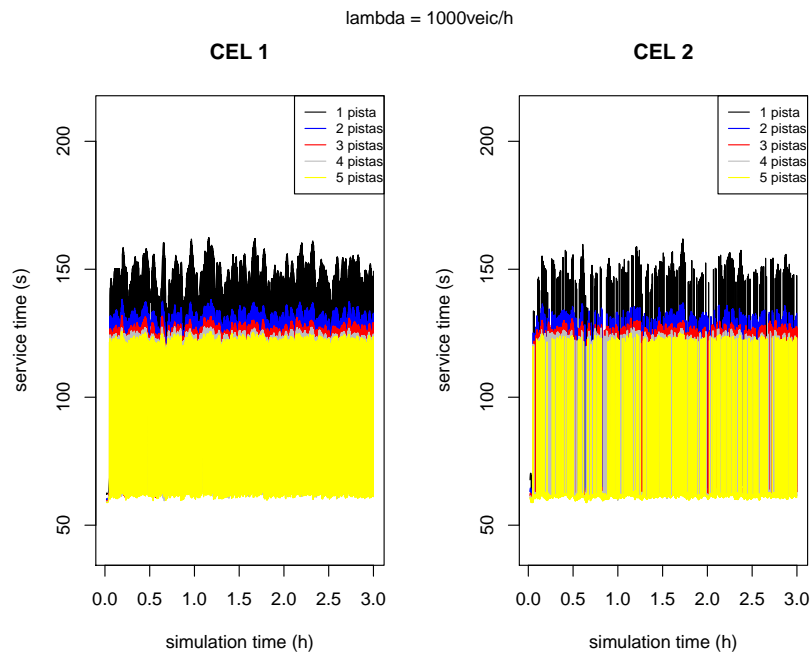 lambda = 1000veic/h
CEL 1
1 pista
2 pistas
3 pistas
4 pistas
5 pistas
200
150
100
50
service time (s)
0.0 0.5 1.0 1.5 2.0 2.5 3.0
simulation time (h)
CEL 2
1 pista
2 pistas
3 pistas
4 pistas
5 pistas
200
150
100
50
service time (s)
0.0 0.5 1.0 1.5 2.0 2.5 3.0
simulation time (h)